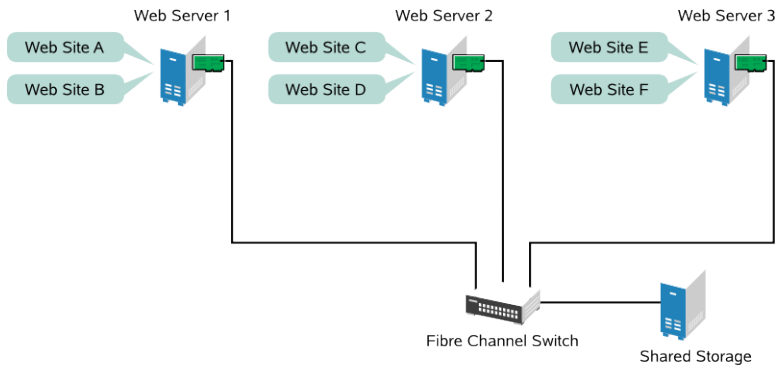 Web Server 1
Web Server 2
Web Server 3
Web Site A
Web Site C
Web Site E
Web Site B
Web Site D
Web Site F
Fibre Channel Switch
Shared Storage